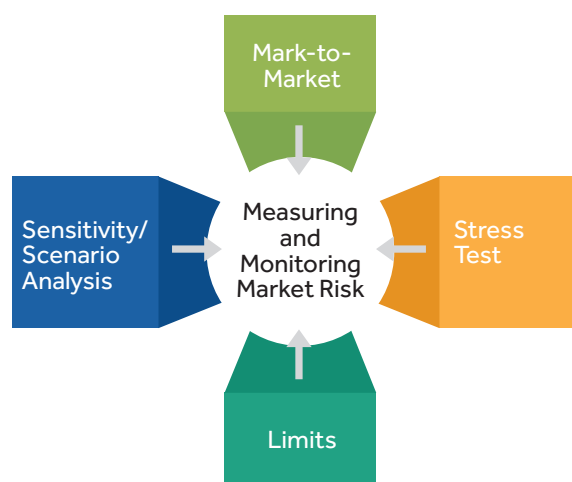 Mark-to-
Market
Sensitivity/
Scenario
Analysis
Measuring
and
Monitoring
Market Risk
Stress
Test
Limits